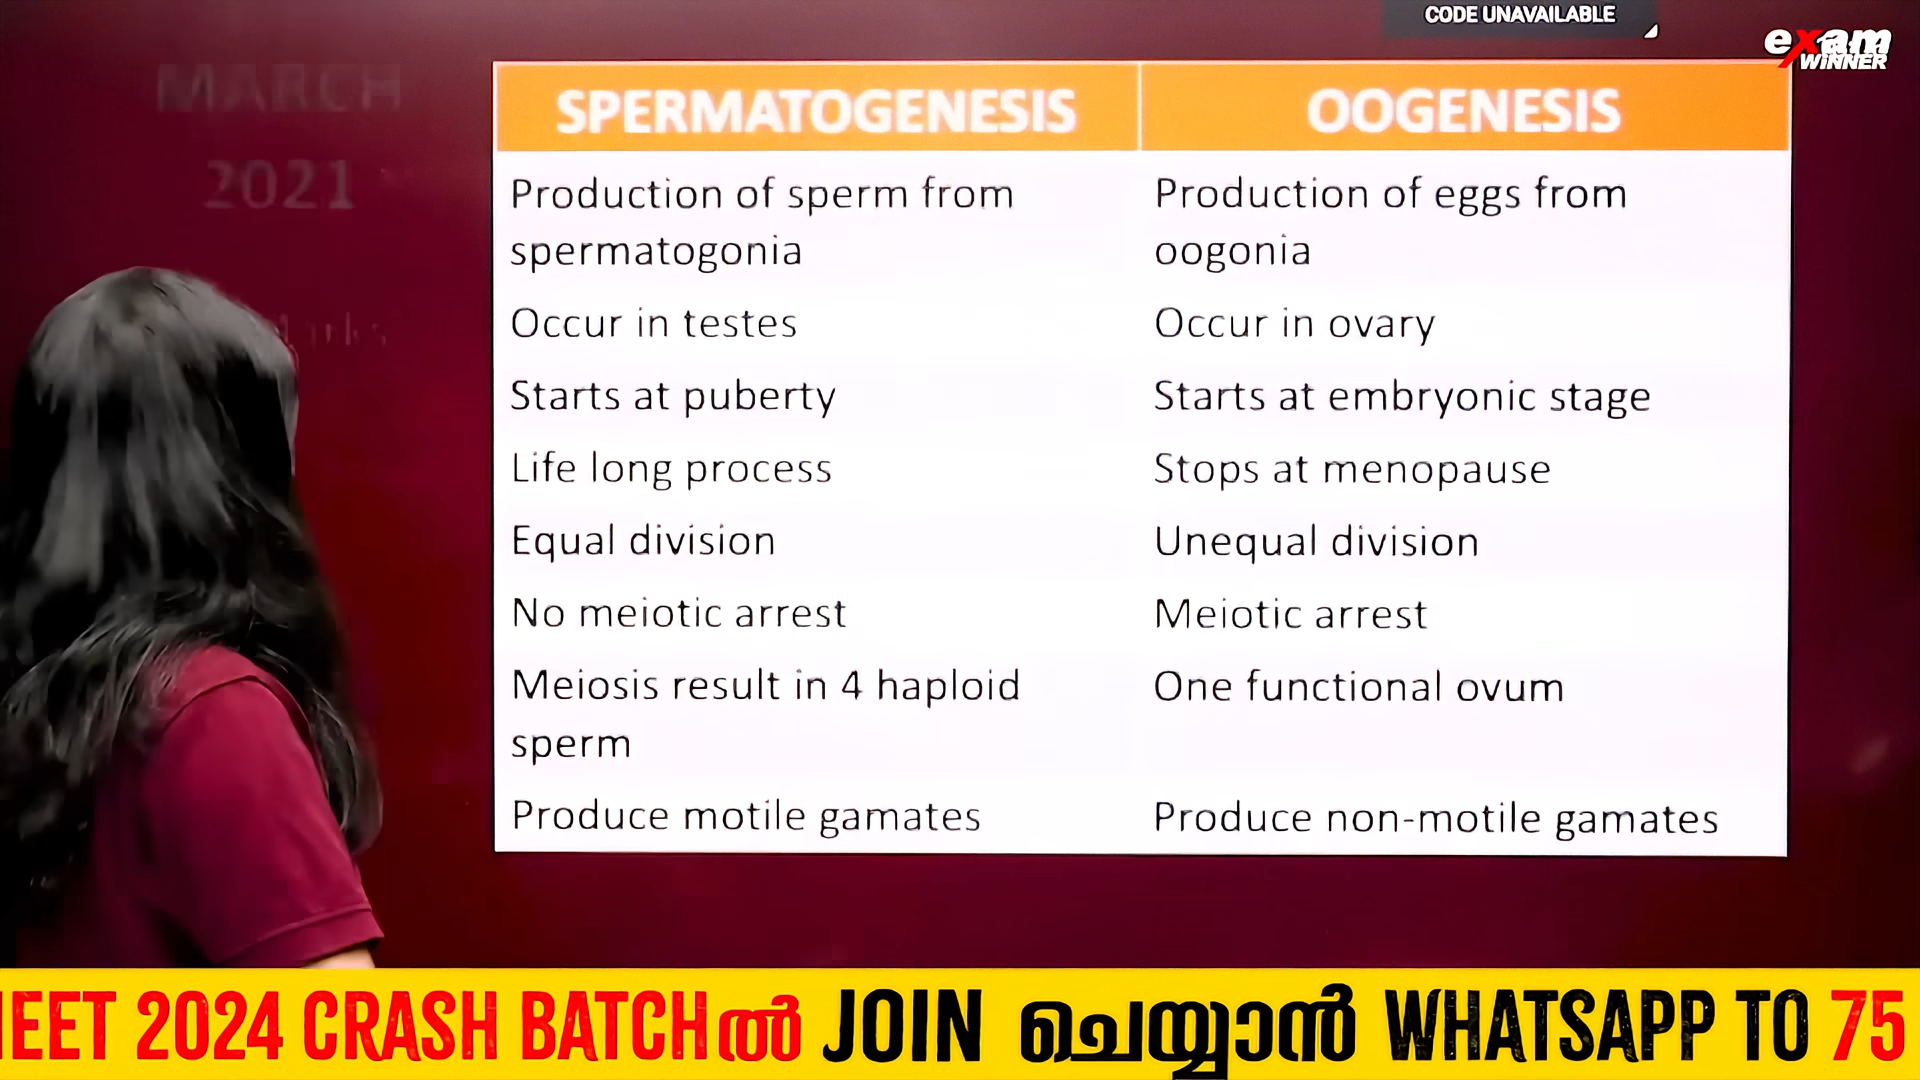 CODE UNAVAILABLE
exam
WINNER
MARCH
2021
SPERMATOGENESIS
OOGENESIS
Production of sperm from
spermatogonia
Production of eggs from
oogonia
Occur in testes
Occur in ovary
Starts at puberty
Starts at embryonic stage
Life long process
Stops at menopause
Equal division
Unequal division
No meiotic arrest
Meiotic arrest
Meiosis result in 4 haploid
sperm
One functional ovum
Produce motile gamates
Produce non-motile gamates
2024 CRASH BATCHൽ JOIN ചെയ്യാൻ WHATSAPP TO 75